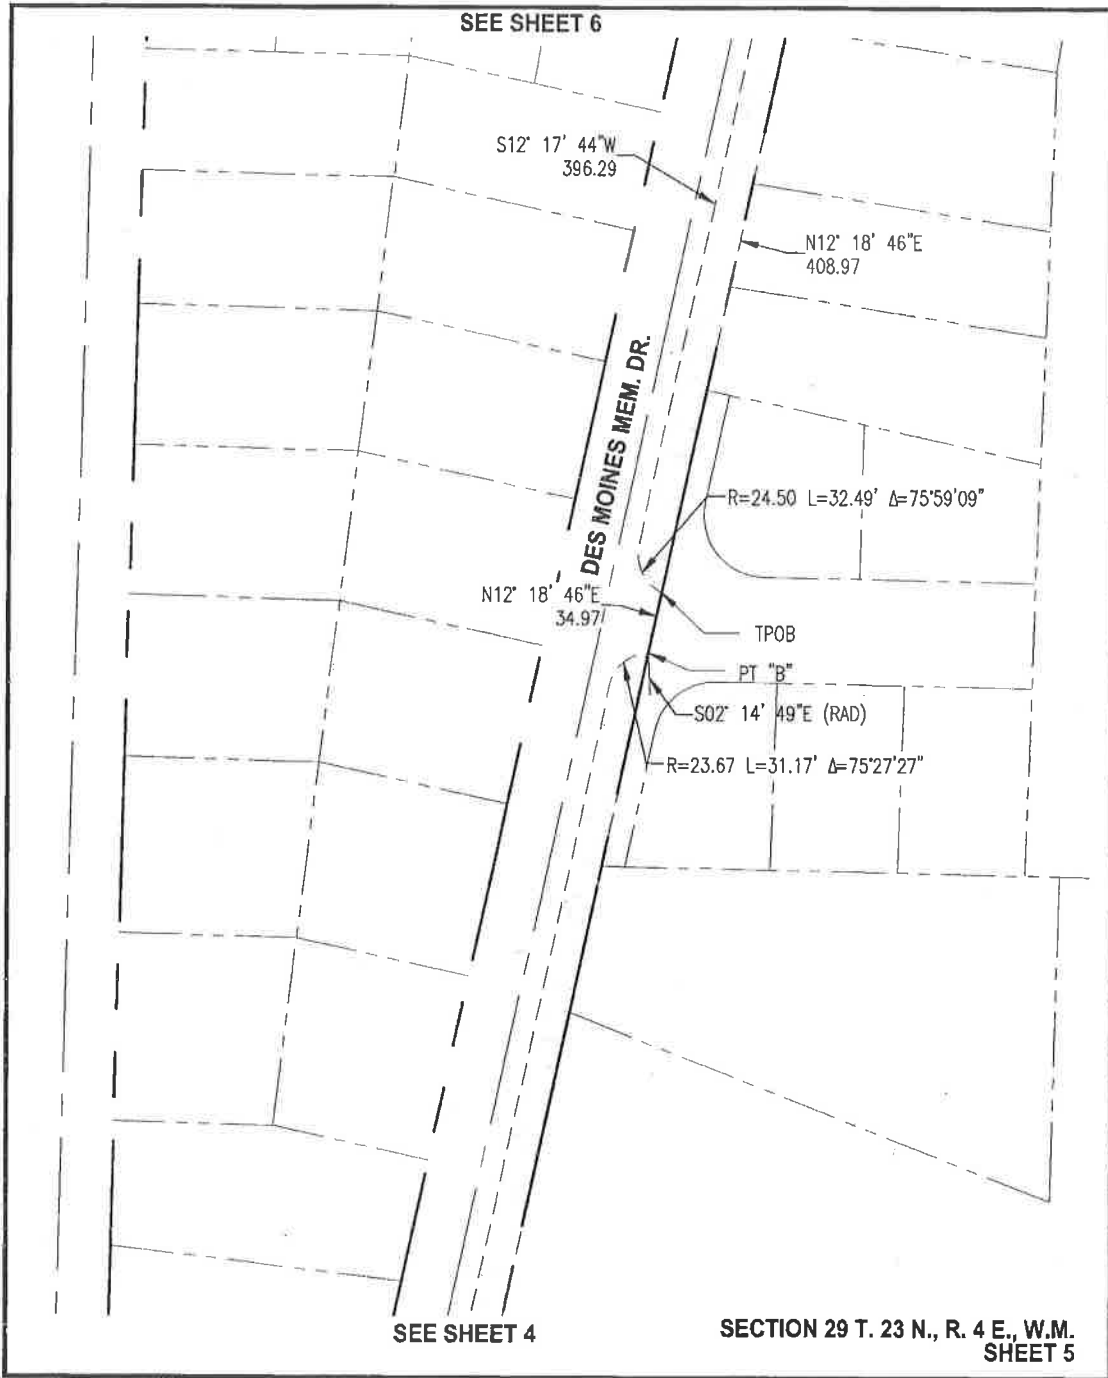 SEE SHEET 6
S12° 17' 44"W
396.29
N12° 18' 46"E
408.97
DES MOINES MEM. DR.
R=24.50 L=32.49' Δ=75°59'09"
N12° 18' 46"E
34.97
TPOB
PT "B"
S02° 14' 49"E (RAD)
R=23.67 L=31.17' Δ=75°27'27"
SEE SHEET 4
SECTION 29 T. 23 N., R. 4 E., W.M.
SHEET 5